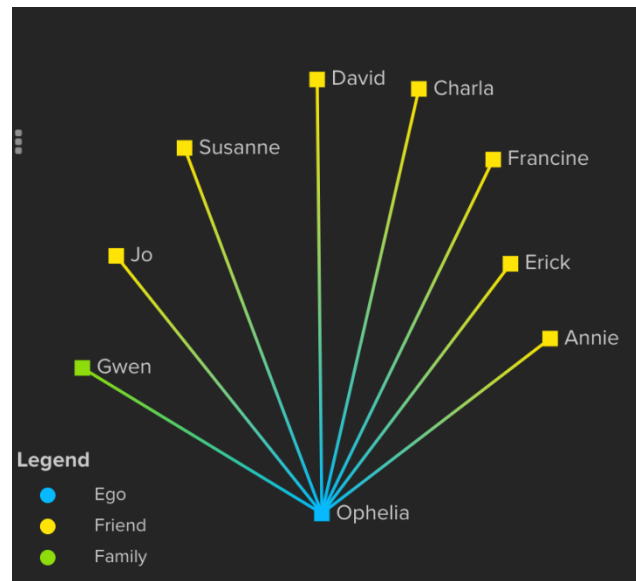 David
Charla
Susanne
Francine
Jo
Erick
Annie
Gwen
Legend
Ego
Ophelia
Friend
Family